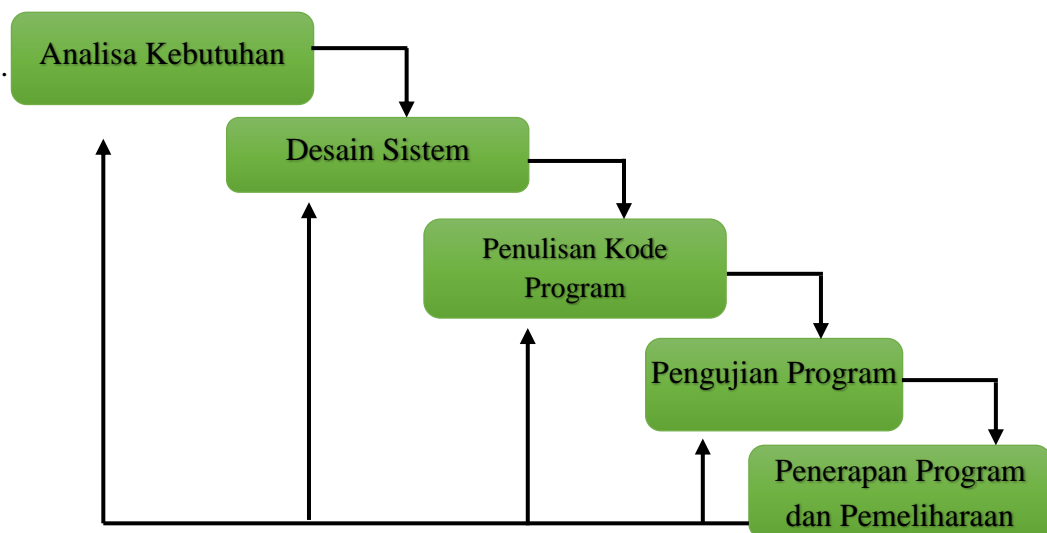 Analisa Kebutuhan
.
Desain Sistem
Penulisan Kode
Program
Pengujian Program
Penerapan Program
dan Pemeliharaan